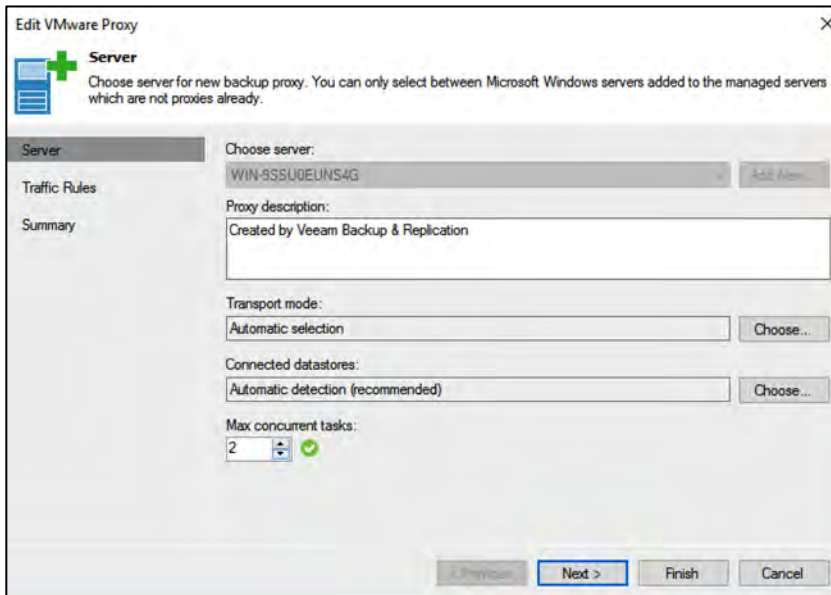 Edit VMware Proxy
Server
Choose server for new backup proxy. You can only select between Microsoft Windows servers added to the managed servers
which are not proxies already.
Server
Traffic Rules
Summary
Choose server:
WIN-9SSU0EUNS4G
Add New...
Proxy description:
Created by Veeam Backup & Replication
Transport mode:
Automatic selection
Choose...
Connected datastores:
Automatic detection (recommended)
Choose...
Max concurrent tasks:
2
< Previous
Next >
Finish
Cancel